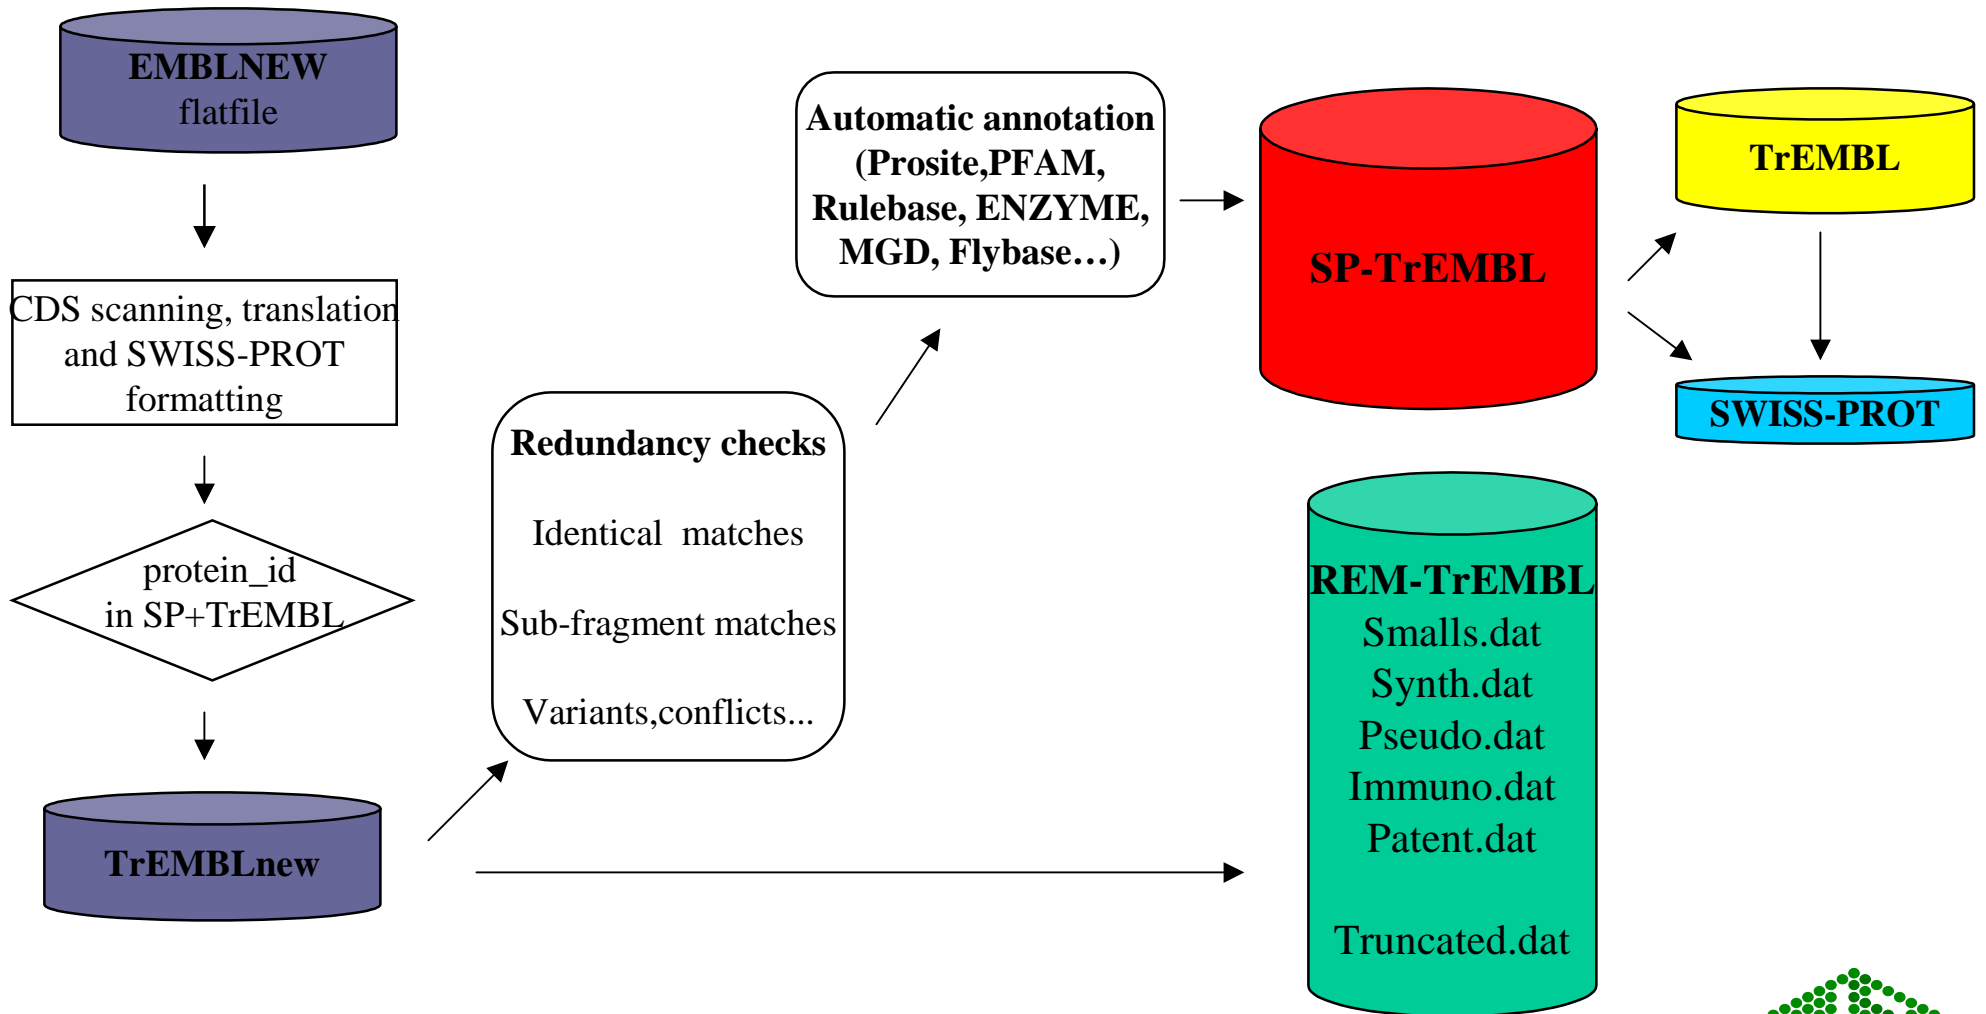 EMBLNEW
flatfile
CDS scanning, translation
and SWISS-PROT
formatting
protein_id
in SP+TrEMBL
TrEMBLnew
Redundancy checks
Identical  matches
Sub-fragment matches
Variants,conflicts...
Automatic annotation
(Prosite,PFAM,
Rulebase, ENZYME,
MGD, Flybase…)
SP-TrEMBL
TrEMBL
SWISS-PROT
REM-TrEMBL
Smalls.dat
Synth.dat
Pseudo.dat
Immuno.dat
Patent.dat
Truncated.dat